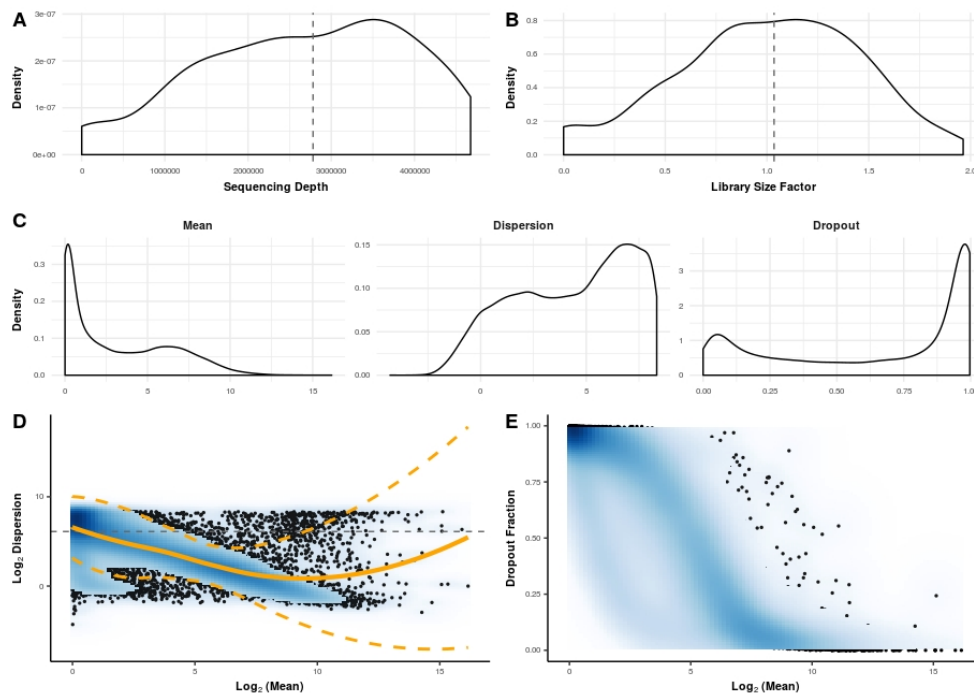 A
Density
3e-07
2e-07
1e-07
0e+00
0 1000000 2000000 3000000 4000000
Sequencing Depth
B
Density
0.8
0.6
0.4
0.2
0.0
0.0 0.5 1.0 1.5 2.0
Library Size Factor
C
Mean
Density
0.3
0.2
0.1
0.0
0 5 10 15
Dispersion
0.15
0.10
0.05
0.00
0 5
Dropout
3
2
1
0
0.00 0.25 0.50 0.75 1.00
D
Log2 Dispersion
10
0
0 5 10 15
Log2 (Mean)
E
Dropout Fraction
1.00
0.75
0.50
0.25
0.00
0 5 10 15
Log2 (Mean)